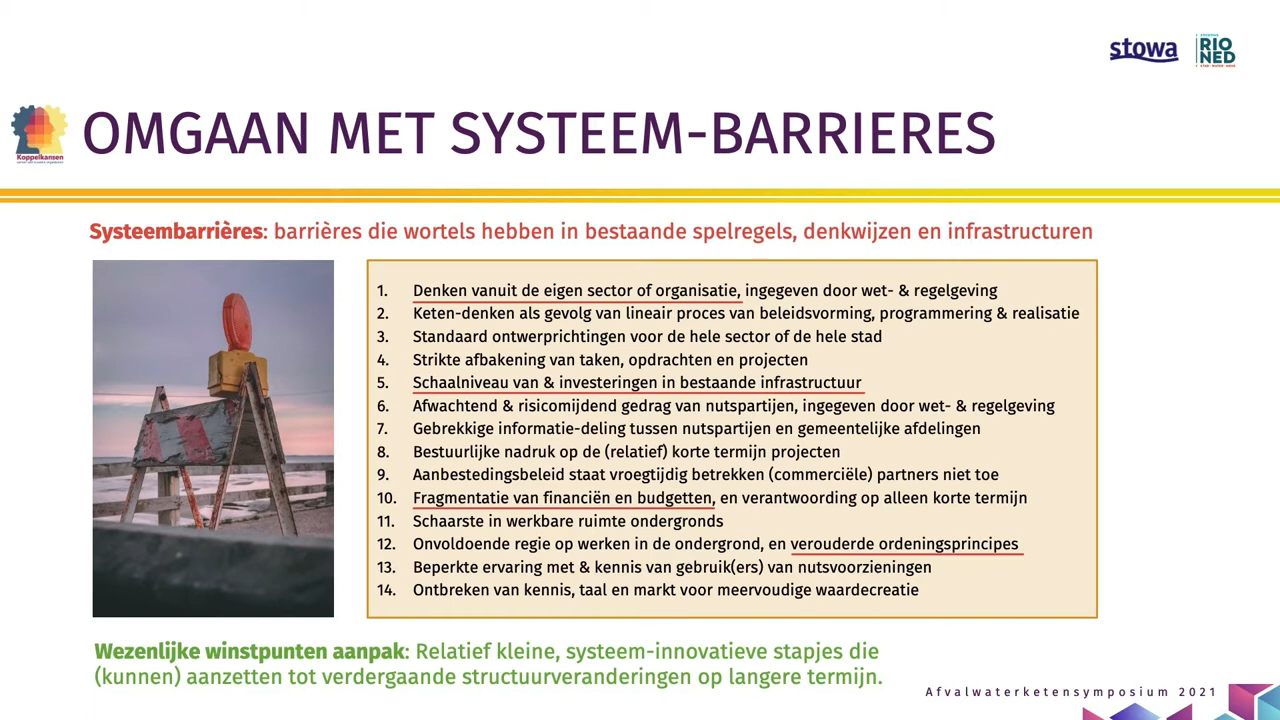 stowa
RIO
NED
OMGAAN MET SYSTEEM-BARRIERES
Koppelkansen
Systeembarrières: barrières die wortels hebben in bestaande spelregels, denkwijzen en infrastructuren
1. Denken vanuit de eigen sector of organisatie, ingegeven door wet- & regelgeving
2. Keten-denken als gevolg van lineair proces van beleidsvorming, programmering & realisatie
3. Standaard ontwerprichtingen voor de hele sector of de hele stad
4. Strikte afbakening van taken, opdrachten en projecten
5. Schaalniveau van & investeringen in bestaande infrastructuur
6. Afwachtend & risicomijdend gedrag van nutspartijen, ingegeven door wet- & regelgeving
7. Gebrekkige informatie-deling tussen nutspartijen en gemeentelijke afdelingen
8. Bestuurlijke nadruk op de (relatief) korte termijn projecten
9. Aanbestedingsbeleid staat vroegtijdig betrekken (commerciële) partners niet toe
10. Fragmentatie van financiën en budgetten, en verantwoording op alleen korte termijn
11. Schaarste in werkbare ruimte ondergronds
12. Onvoldoende regie op werken in de ondergrond, en verouderde ordeningsprincipes
13. Beperkte ervaring met & kennis van gebruik(ers) van nutsvoorzieningen
14. Ontbreken van kennis, taal en markt voor meervoudige waardecreatie
Wezenlijke winstpunten aanpak: Relatief kleine, systeem-innovatieve stapjes die
(kunnen) aanzetten tot verdergaande structuurveranderingen op langere termijn.
Afvalwaterketensymposium 2021